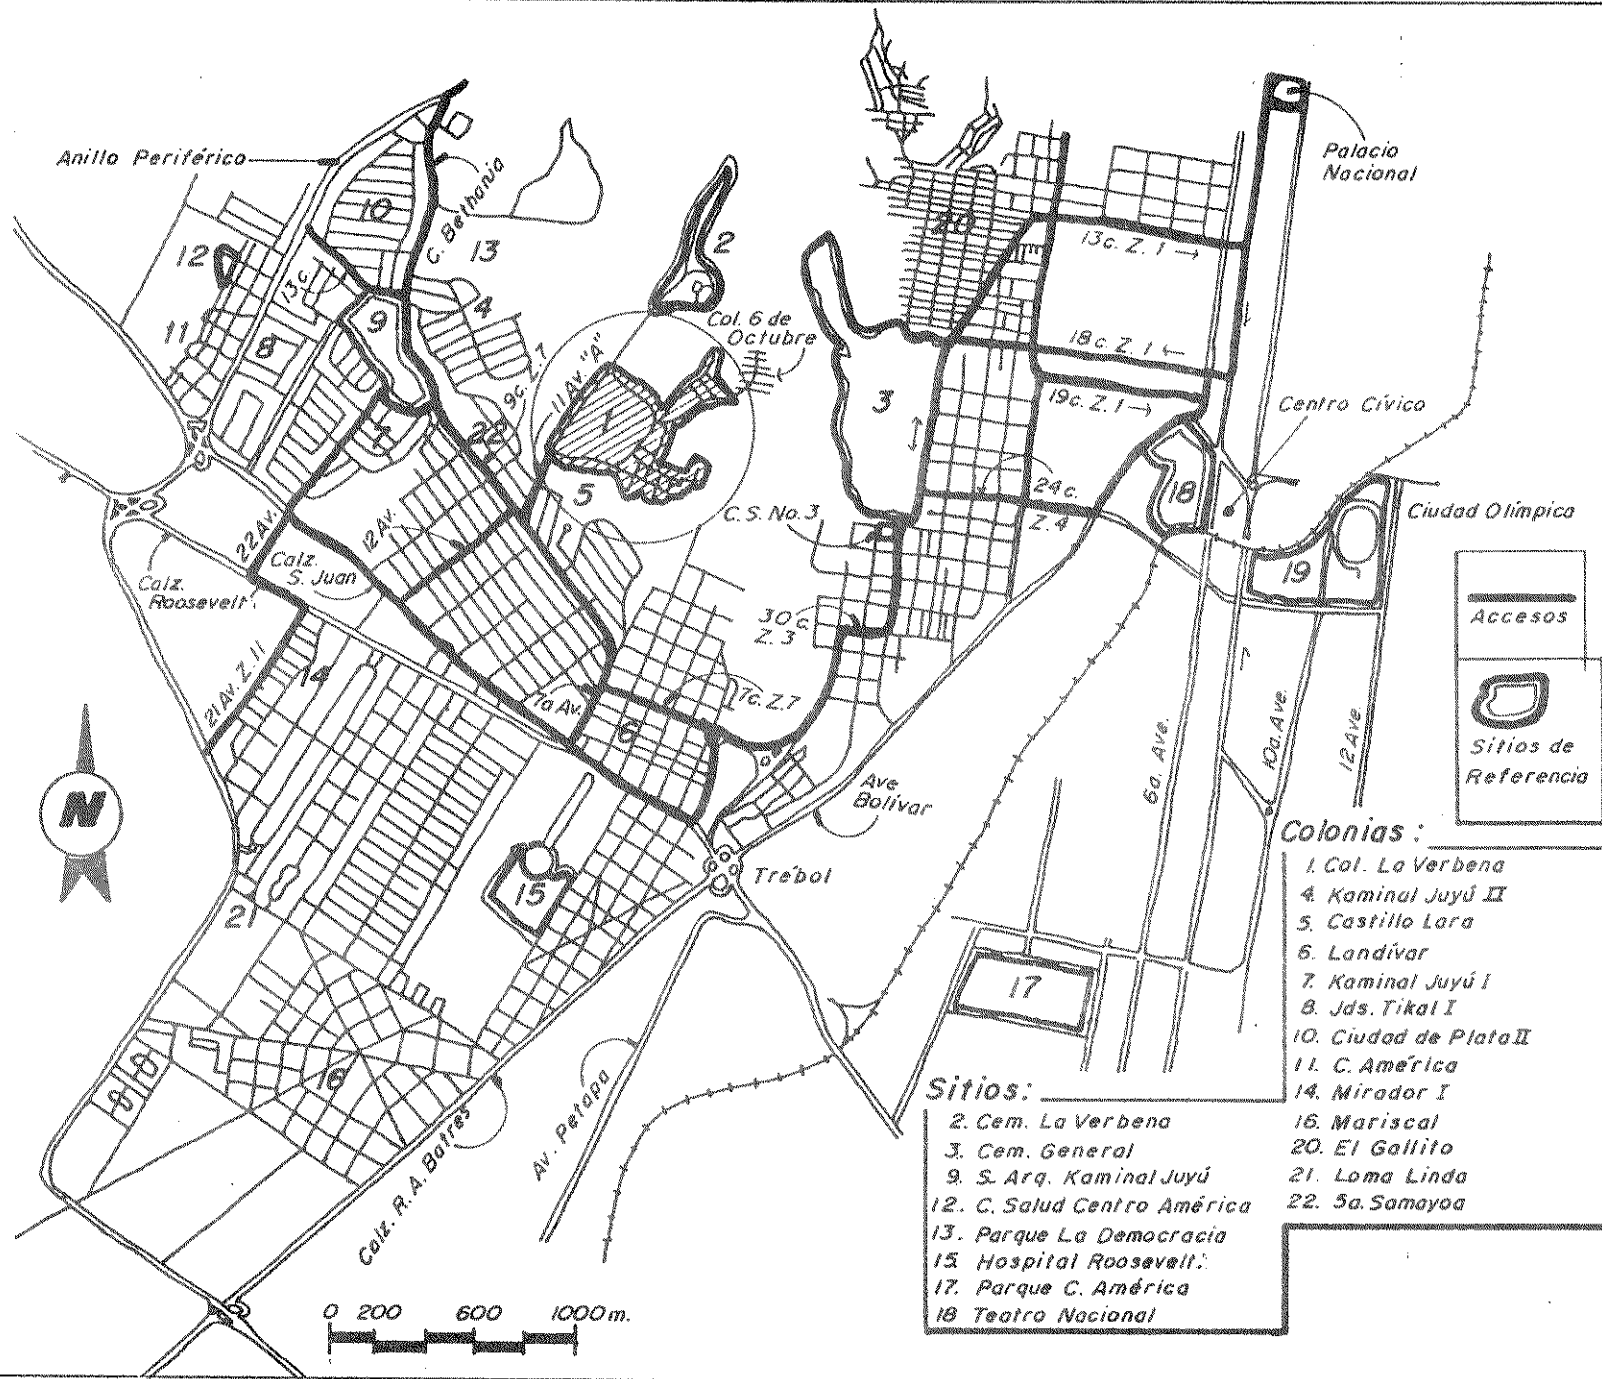 Anillo Periférico
Palacio
Nacional
10
C. Bethania
13
2
12
20
13c. Z. 1 →
13c.
9
4
Col. 6 de
Octubre
11
8
18c. Z. 1 ←
9c. Z. 7
11 Av. "A"
1
3
19c. Z. 1 →
Centro Cívico
7
22
5
18
24c.
Z. 4
C. S. No. 3
Ciudad Olímpica
12 Av.
22 Av.
Calz.
S. Juan
19
Calz.
Roosevelt.
Accesos
30c.
Z. 3
14
21 Av. Z. 11
7a Av.
7c. Z. 7
6
6a. Ave.
10a. Ave.
12 Ave.
Sitios de
Referencia
N
Ave
Bolívar
15
Trébol
21
17
16
Calz. R. A. Batres
Av. Petapa
Colonias:
1. Col. La Verbena
4. Kaminal Juyú II
5. Castillo Lara
6. Landívar
7. Kaminal Juyú I
8. Jds. Tikal I
10. Ciudad de Plata II
11. C. América
14. Mirador I
16. Mariscal
20. El Gallito
21. Loma Linda
22. 5a. Samayoa
Sitios:
2. Cem. La Verbena
3. Cem. General
9. S. Arq. Kaminal Juyú
12. C. Salud Centro América
13. Parque La Democracia
15. Hospital Roosevelt.
17. Parque C. América
18 Teatro Nacional
0 200 600 1000 m.